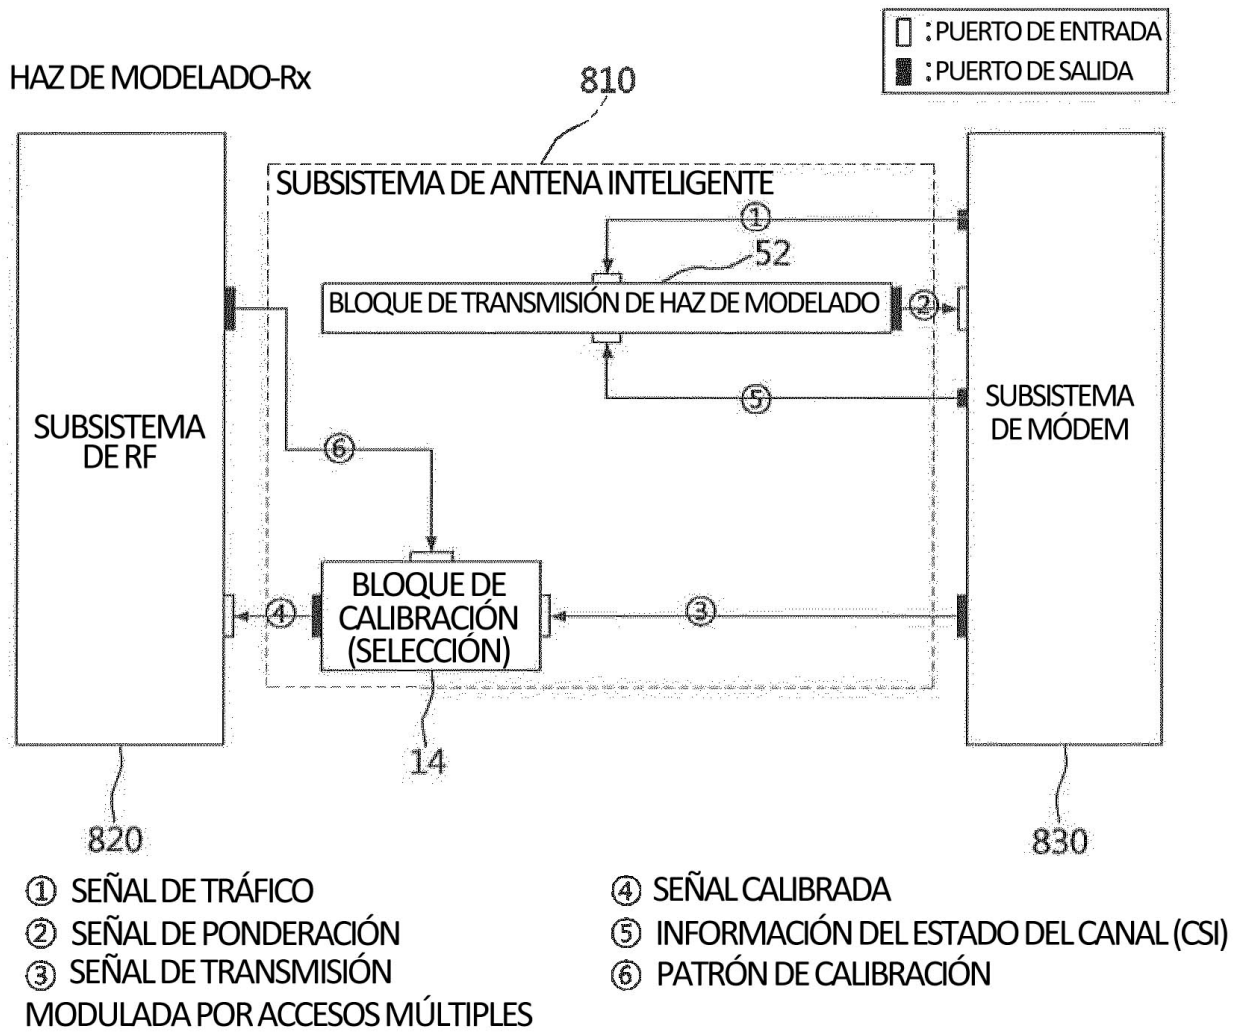 : PUERTO DE ENTRADA
: PUERTO DE SALIDA
HAZ DE MODELADO-Rx
810
SUBSISTEMA DE ANTENA INTELIGENTE
①
52
BLOQUE DE TRANSMISIÓN DE HAZ DE MODELADO
②
⑤
SUBSISTEMA
DE MÓDEM
SUBSISTEMA
DE RF
⑥
BLOQUE DE
CALIBRACIÓN
(SELECCIÓN)
④
③
14
820
830
① SEÑAL DE TRÁFICO
② SEÑAL DE PONDERACIÓN
③ SEÑAL DE TRANSMISIÓN
MODULADA POR ACCESOS MÚLTIPLES
④ SEÑAL CALIBRADA
⑤ INFORMACIÓN DEL ESTADO DEL CANAL (CSI)
⑥ PATRÓN DE CALIBRACIÓN